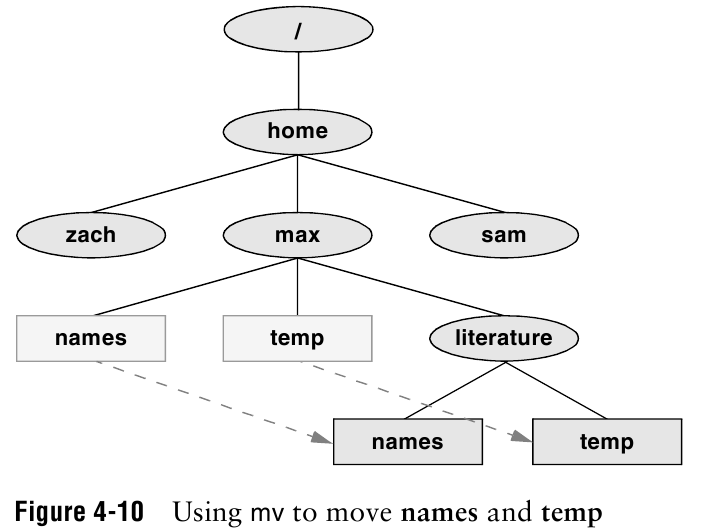 /
home
zach max sam
names temp literature
names temp
Figure 4-10 Using mv to move names and temp